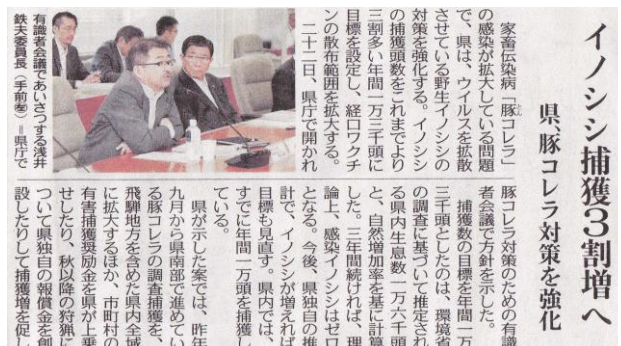 イノシシ捕獲3割増へ
県、豚コレラ対策を強化
家畜伝染病「豚コレラ」
の感染が拡大している問題
で、県は、ウイルスを拡散
させている野生イノシシの
対策を強化する。イノシシ
の捕獲頭数をこれまでより
三割多い年間一万三千頭に
目標を設定し、経口ワクチ
ンの散布範囲を拡大する。
二十二日、県庁で開かれ
有識者会議であいさつする浅井
鉄夫委員長（手前左）＝県庁で
豚コレラ対策のための有識
者会議で方針を示した。
捕獲数の目標を年間一万
三千頭としたのは、環境省
の調査に基づいて推定され
る県内生息数一万六千頭
と、自然増加率を基に計算
した。三年間続ければ、理
論上、感染イノシシはゼロ
となる。今後、県独自の推
計で、イノシシが増えれば
目標も見直す。県内では、
すでに年間一万頭を捕獲し
ている。
県が示した案では、昨年
九月から県南部で進めてい
る豚コレラの調査捕獲を、
飛騨地方を含めた県内全域
に拡大するほか、市町村の
有害捕獲奨励金を県が上乗
せしたり、秋以降の狩猟に
ついて県独自の報償金を創
設したりして捕獲増を促し